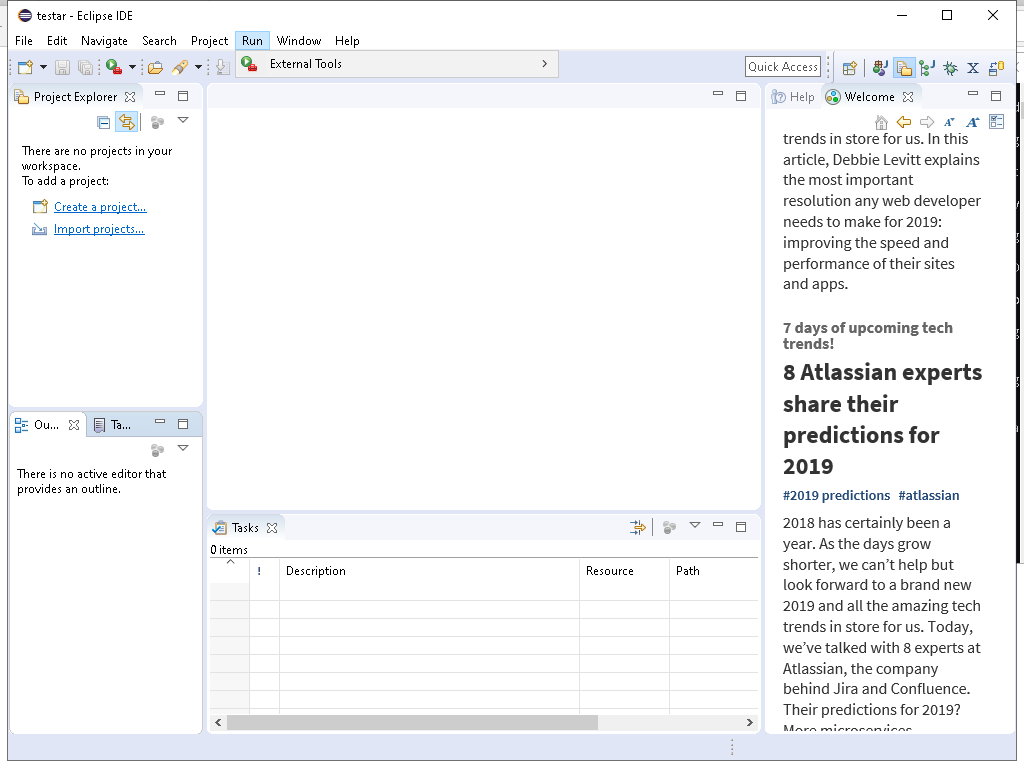 testar - Eclipse IDE
File Edit Navigate Search Project Run Window Help
External Tools
Quick Access
Project Explorer
There are no projects in your
workspace.
To add a project:
Create a project...
Import projects...
Ou...
Ta...
There is no active editor that
provides an outline.
Tasks
0 items
! Description Resource Path
Help Welcome
trends in store for us. In this
article, Debbie Levitt explains
the most important
resolution any web developer
needs to make for 2019:
improving the speed and
performance of their sites
and apps.
7 days of upcoming tech
trends!
8 Atlassian experts
share their
predictions for
2019
#2019 predictions #atlassian
2018 has certainly been a
year. As the days grow
shorter, we can’t help but
look forward to a brand new
2019 and all the amazing tech
trends in store for us. Today,
we’ve talked with 8 experts at
Atlassian, the company
behind Jira and Confluence.
Their predictions for 2019?
More microservices